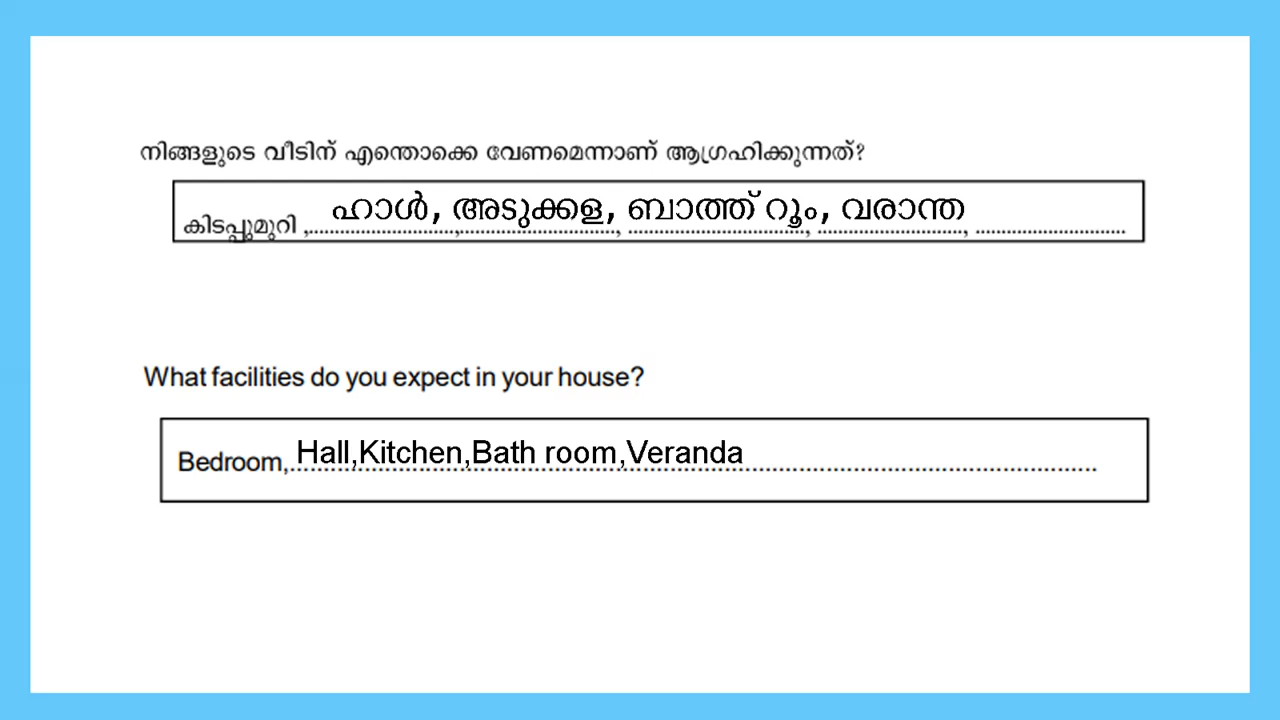 നിങ്ങളുടെ വീടിന് എന്തൊക്കെ വേണമെന്നാണ് ആഗ്രഹിക്കുന്നത്?
കിടപ്പുമുറി ,ഹാൾ, അടുക്കള, ബാത്ത് റൂം, വരാന്ത
What facilities do you expect in your house?
Bedroom,Hall,Kitchen,Bath room,Veranda